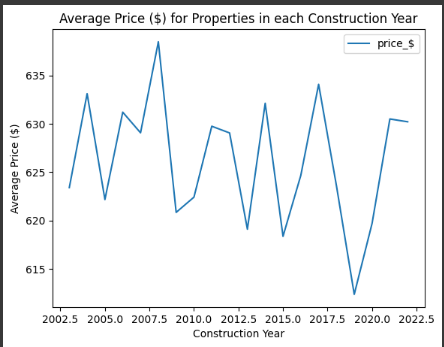 Average Price ($) for Properties in each Construction Year
price_$
Average Price ($)
635
630
625
620
615
2002.5 2005.0 2007.5 2010.0 2012.5 2015.0 2017.5 2020.0 2022.5
Construction Year